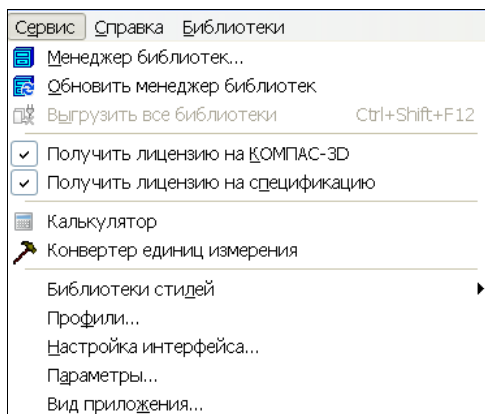 Сервис Справка Библиотеки
Менеджер библиотек...
Обновить менеджер библиотек
Выгрузить все библиотеки Ctrl+Shift+F12
Получить лицензию на КОМПАС-3D
Получить лицензию на спецификацию
Калькулятор
Конвертер единиц измерения
Библиотеки стилей
Профили...
Настройка интерфейса...
Параметры...
Вид приложения...